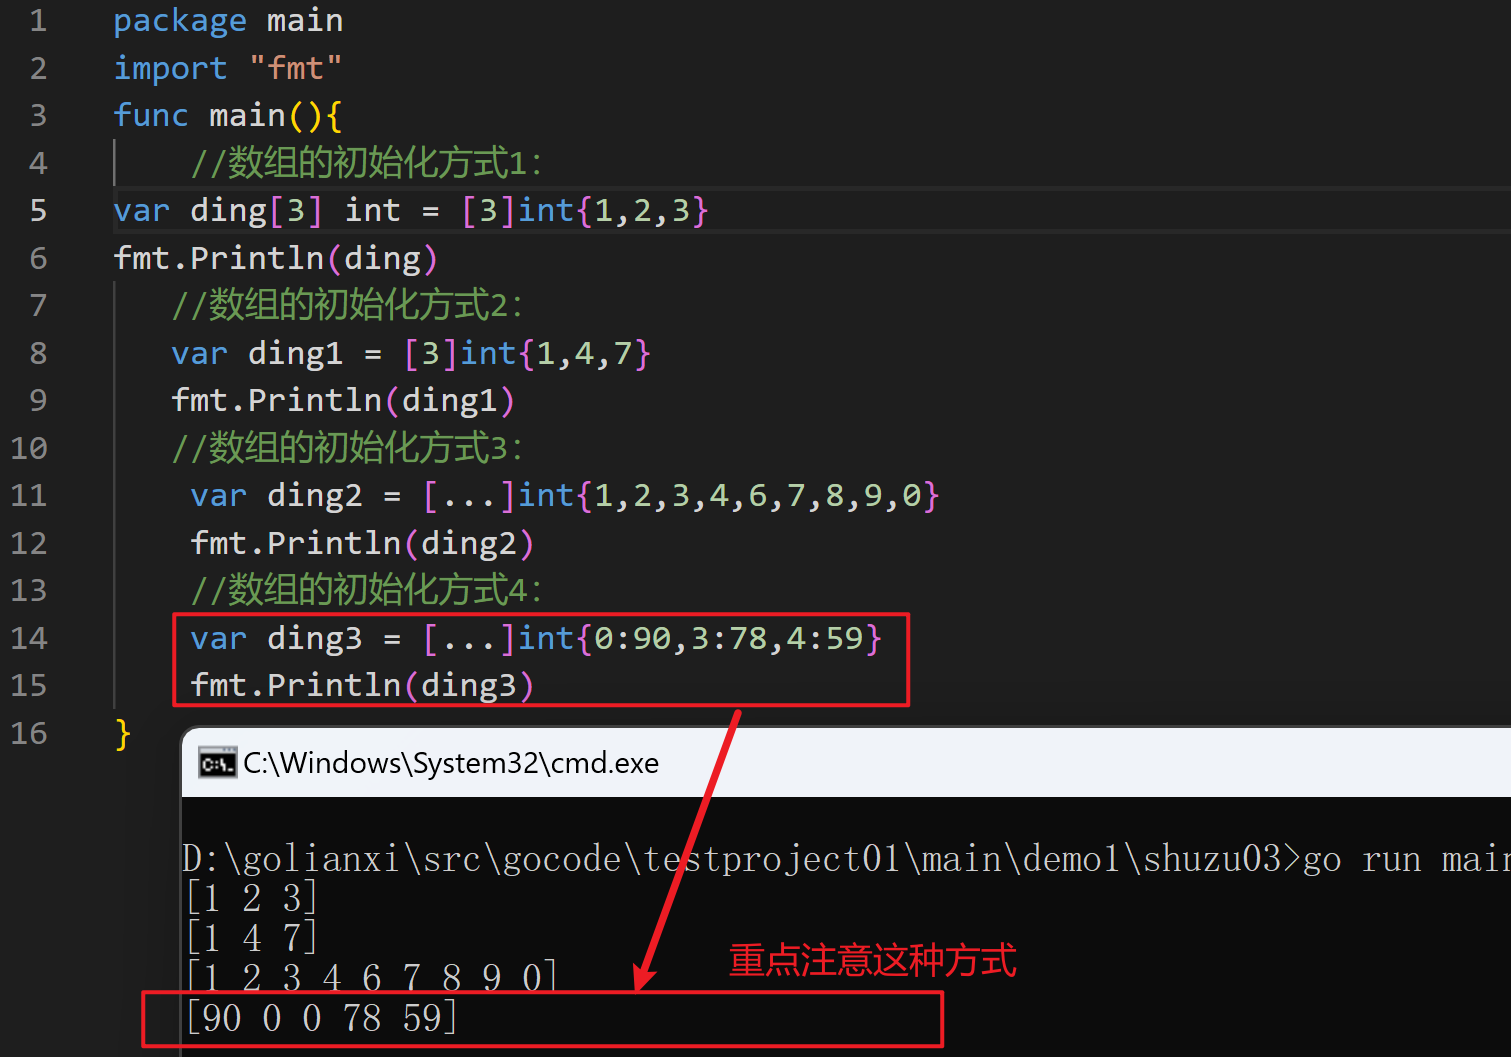 1 package main
2 import "fmt"
3 func main(){
4 //数组的初始化方式1:
5 var ding[3] int = [3]int{1,2,3}
6 fmt.Println(ding)
7 //数组的初始化方式2:
8 var ding1 = [3]int{1,4,7}
9 fmt.Println(ding1)
10 //数组的初始化方式3:
11 var ding2 = [...]int{1,2,3,4,6,7,8,9,0}
12 fmt.Println(ding2)
13 //数组的初始化方式4:
14 var ding3 = [...]int{0:90,3:78,4:59}
15 fmt.Println(ding3)
16 }
C:\Windows\System32\cmd.exe
D:\golianxi\src\gocode\testproject01\main\demo1\shuzu03>go run main
[1 2 3]
[1 4 7]
[1 2 3 4 6 7 8 9 0]
重点注意这种方式
[90 0 0 78 59]